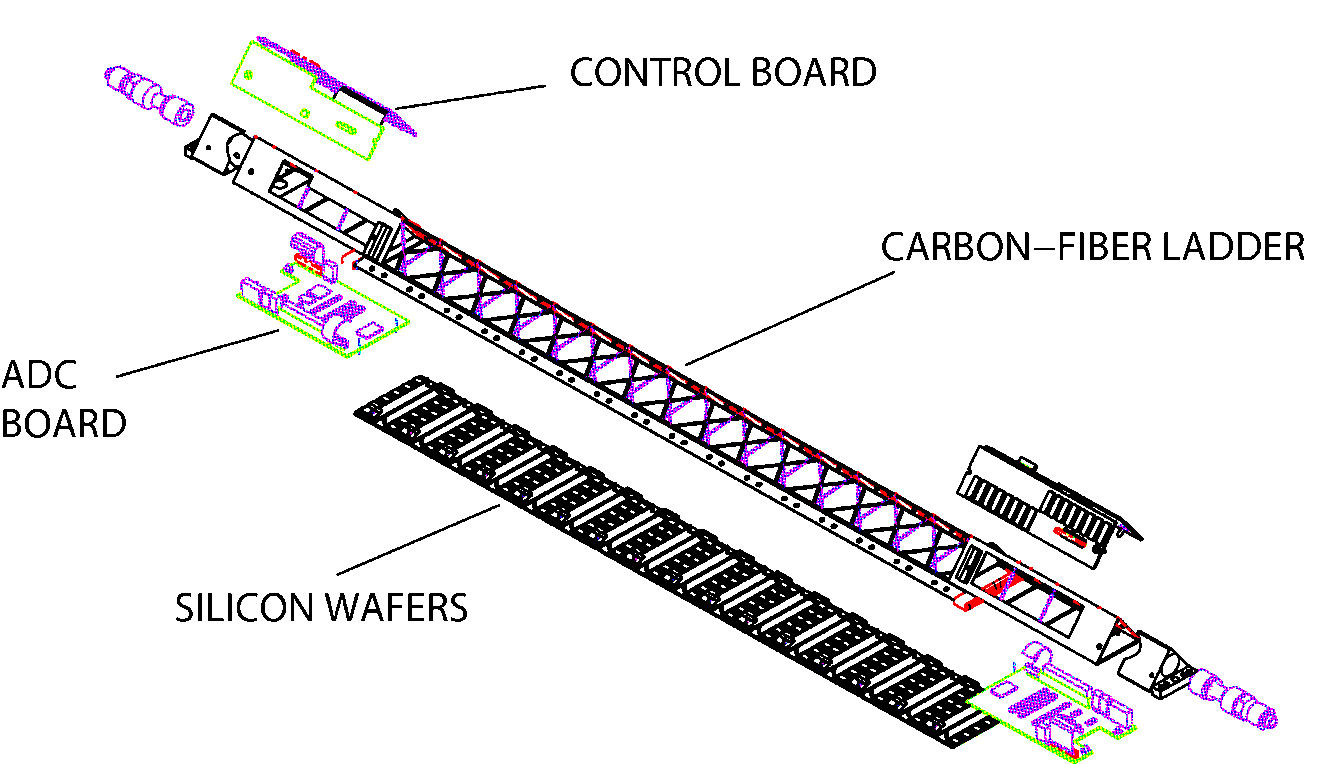 CONTROL BOARD
CARBON–FIBER LADDER
ADC
BOARD
SILICON WAFERS